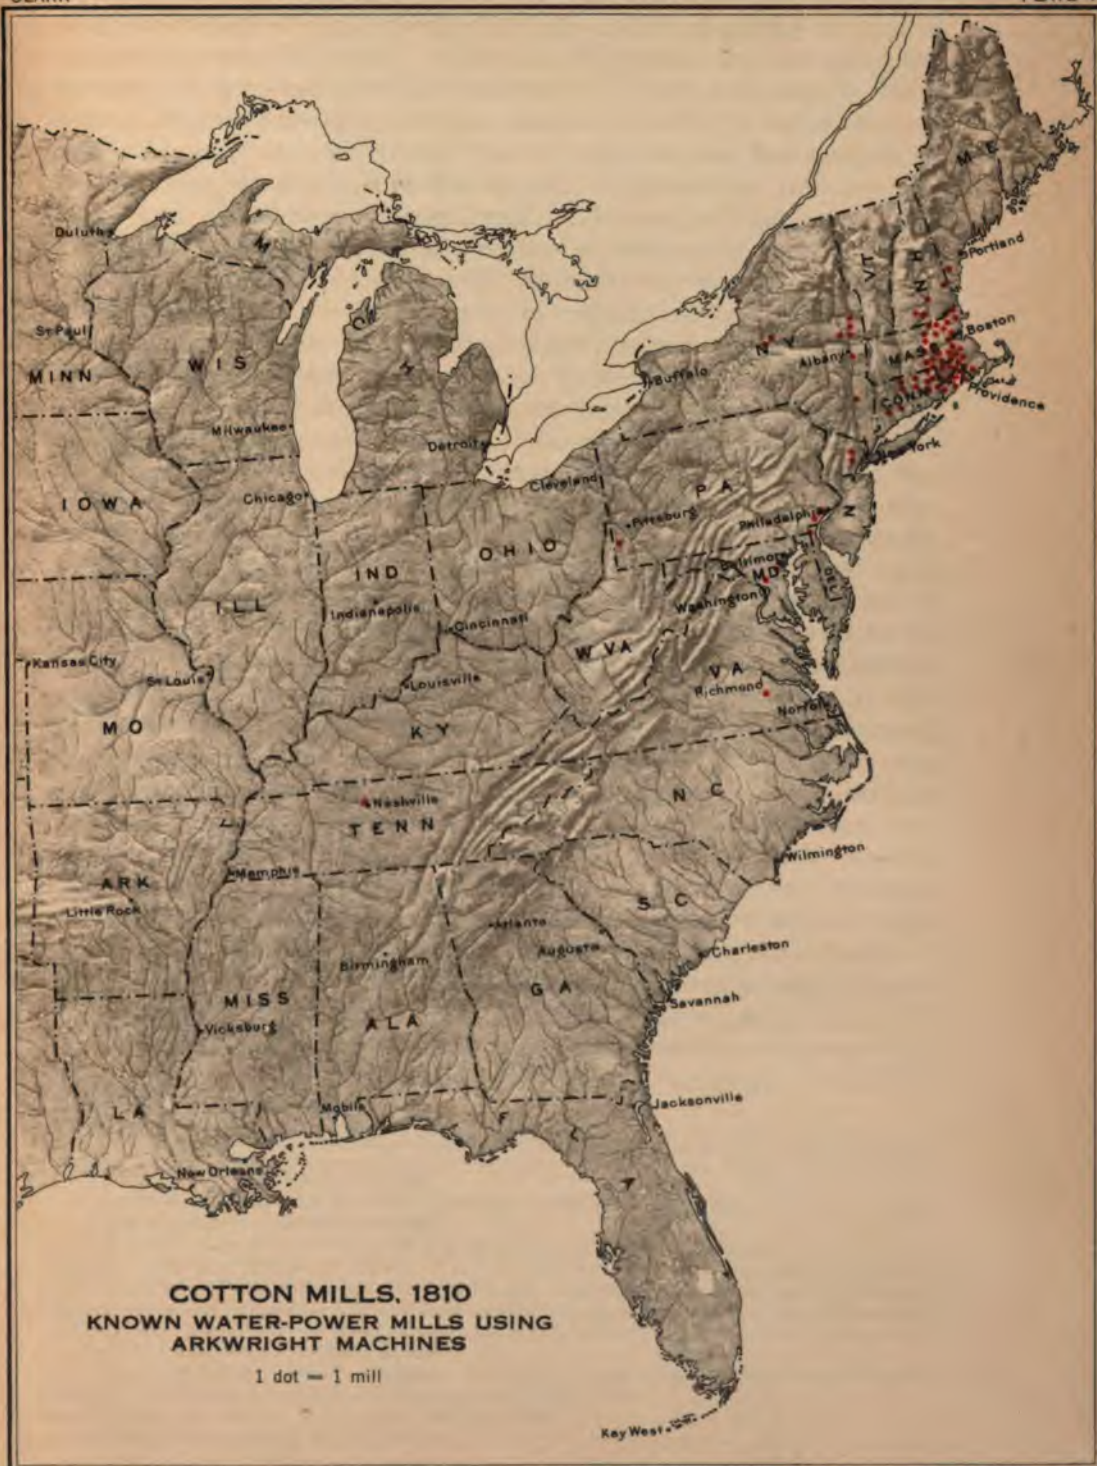 Duluth
M I C H
St Paul
WIS
MINN
Milwaukee
Detroit
Chicago
Cleveland
IOWA
ILL
IND
Indianapolis
OHIO
Cincinnati
Kansas City
St Louis
Louisville
MO
KY
Nashville
TENN
Memphis
ARK
Little Rock
MISS
Vicksburg
Birmingham
ALA
Atlanta
Augusta
GA
LA
Mobile
New Orleans
M E
Portland
VT
N H
Boston
MASS
N Y
Albany
Buffalo
CONN
Providence
New York
PA
Pittsburg
Philadelphia
N J
Baltimore
MD
DEL
Washington
W VA
VA
Richmond
Norfolk
N C
Wilmington
S C
Charleston
Savannah
Jacksonville
F L A
Key West
COTTON MILLS, 1810
KNOWN WATER-POWER MILLS USING
ARKWRIGHT MACHINES
1 dot = 1 mill